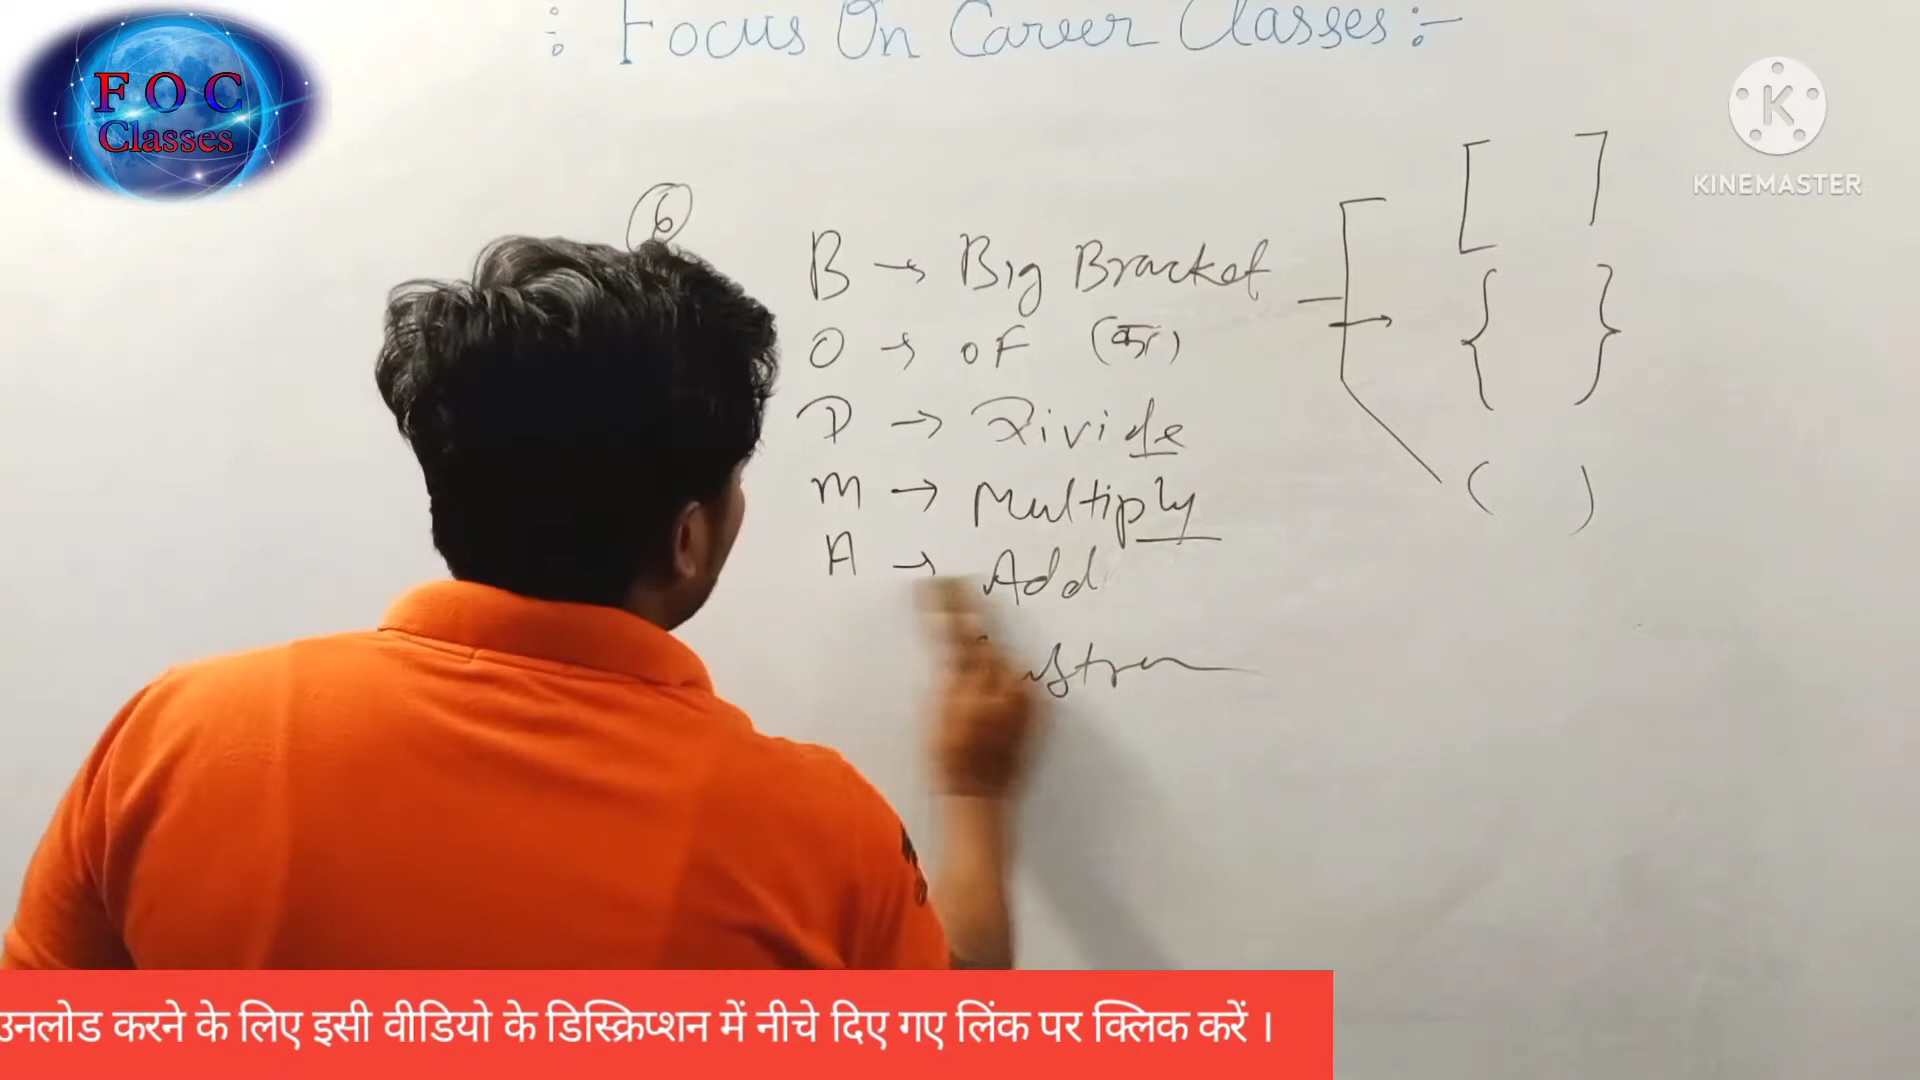 : Focus On Career Classes :-
F O C
Classes
KINEMASTER
6
B → Big Bracket [ ]
O → OF (का) { }
D → Divide
M → Multiply ( )
A → Add
उनलोड करने के लिए इसी वीडियो के डिस्क्रिप्शन में नीचे दिए गए लिंक पर क्लिक करें ।